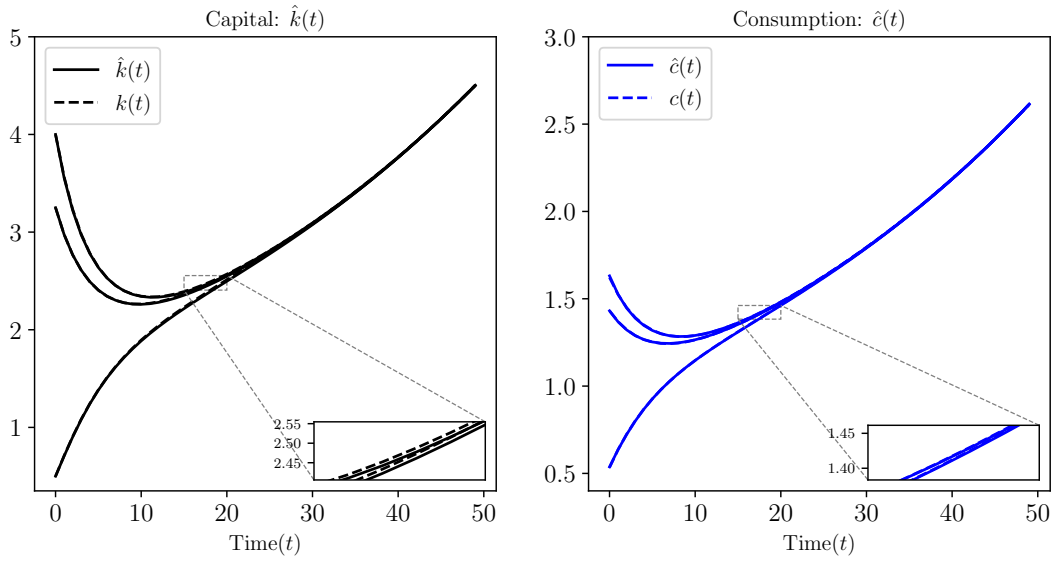 Capital: k̂(t)
5
4
3
2
1
k̂(t)
k(t)
2.55
2.50
2.45
0 10 20 30 40 50
Time(t)
Consumption: ĉ(t)
3.0
2.5
2.0
1.5
1.0
0.5
ĉ(t)
c(t)
1.45
1.40
0 10 20 30 40 50
Time(t)